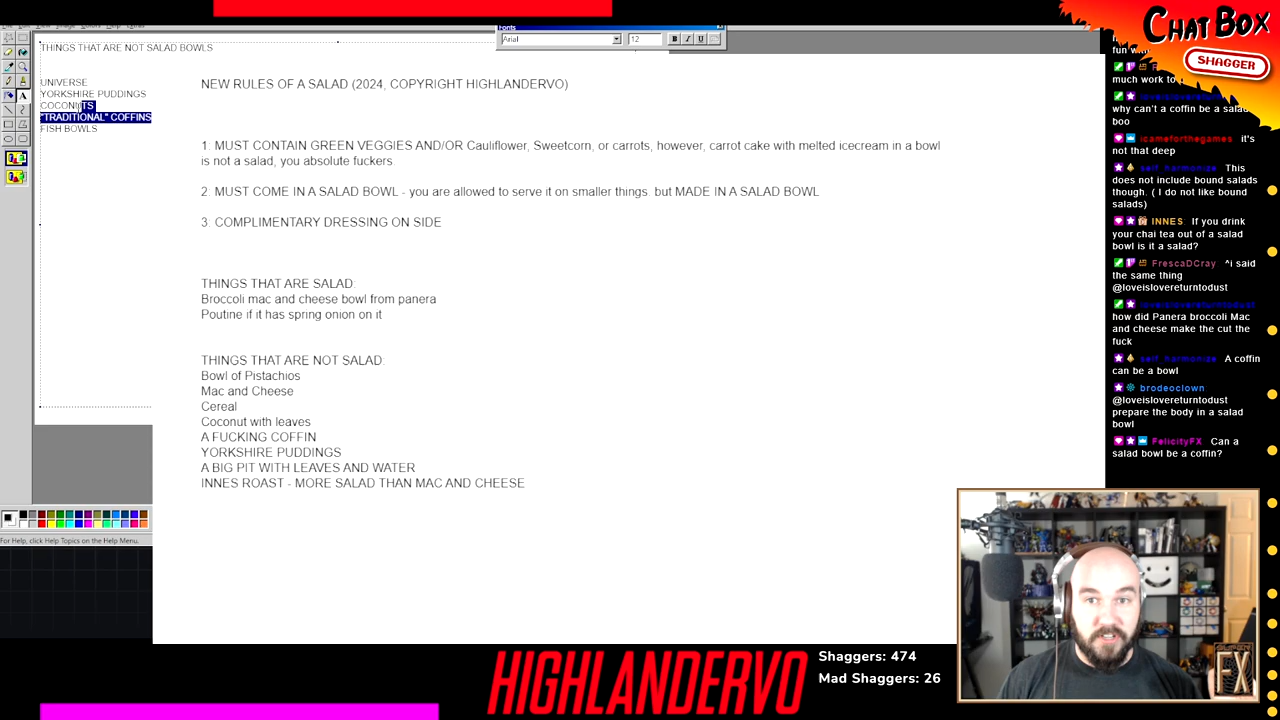 THINGS THAT ARE NOT SALAD BOWLS
UNIVERSE
YORKSHIRE PUDDINGS
COCONUTS
"TRADITIONAL" COFFINS
FISH BOWLS
Fonts
Arial
12
B I U
NEW RULES OF A SALAD (2024, COPYRIGHT HIGHLANDERVO)
1. MUST CONTAIN GREEN VEGGIES AND/OR Cauliflower, Sweetcorn, or carrots, however, carrot cake with melted icecream in a bowl
is not a salad, you absolute fuckers.
2. MUST COME IN A SALAD BOWL - you are allowed to serve it on smaller things. but MADE IN A SALAD BOWL
3. COMPLIMENTARY DRESSING ON SIDE
THINGS THAT ARE SALAD:
Broccoli mac and cheese bowl from panera
Poutine if it has spring onion on it
THINGS THAT ARE NOT SALAD:
Bowl of Pistachios
Mac and Cheese
Cereal
Coconut with leaves
A FUCKING COFFIN
YORKSHIRE PUDDINGS
A BIG PIT WITH LEAVES AND WATER
INNES ROAST - MORE SALAD THAN MAC AND CHEESE
For Help, click Help Topics on the Help Menu.
CHAT BOX
SHAGGER
much work to
why can't a coffin be a salad
boo
icameforthegames it's
not that deep
self_harmonize This
does not include bound salads
though. ( I do not like bound
salads)
INNES: If you drink
your chai tea out of a salad
bowl is it a salad?
FrescaDCray ^i said
the same thing
@loveislovereturntodust
loveislovereturntodust
how did Panera broccoli Mac
and cheese make the cut the
fuck
self_harmonize A coffin
can be a bowl
brodeoclown:
@loveislovereturntodust
prepare the body in a salad
bowl
FelicityFX Can a
salad bowl be a coffin?
HIGHLANDERVO
Shaggers: 474
Mad Shaggers: 26
FX